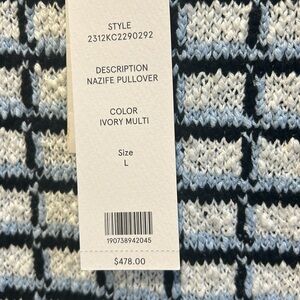 STYLE
2312KC2290292
DESCRIPTION
NAZIFE PULLOVER
COLOR
IVORY MULTI
Size
L
190738942045
$478.00